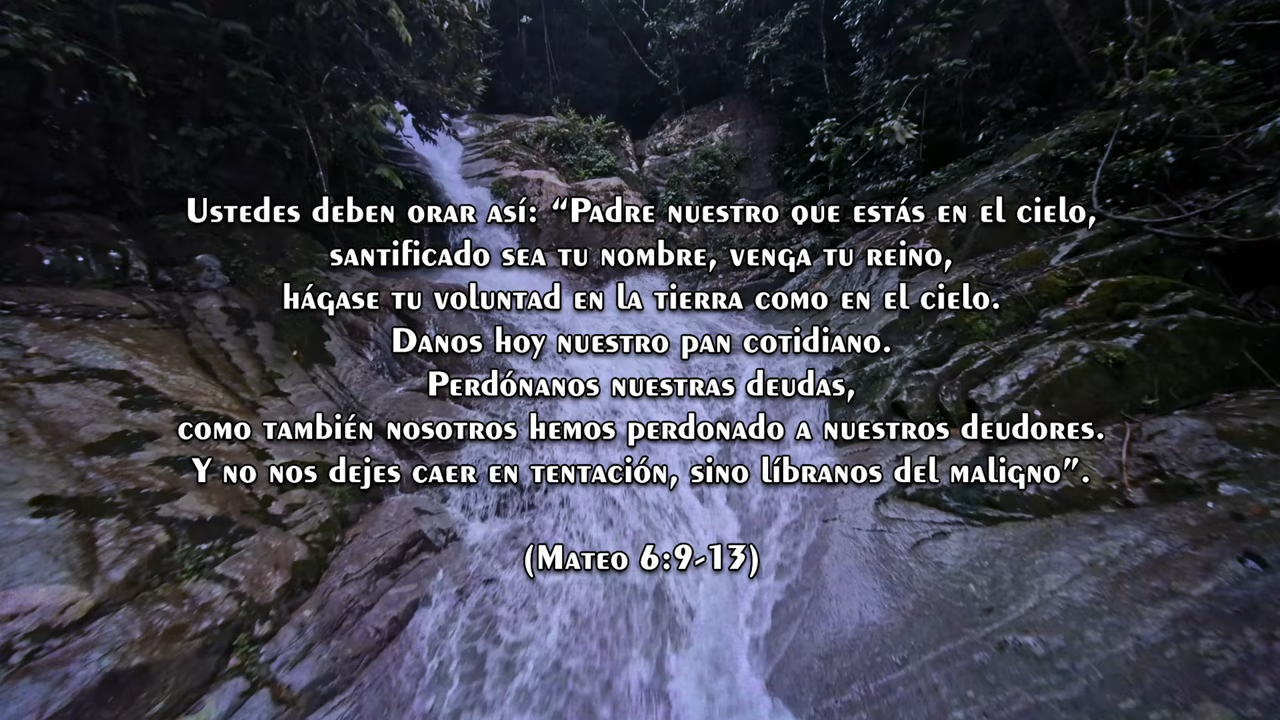 Ustedes deben orar así: “Padre nuestro que estás en el cielo,
santificado sea tu nombre, venga tu reino,
hágase tu voluntad en la tierra como en el cielo.
Danos hoy nuestro pan cotidiano.
Perdónanos nuestras deudas,
como también nosotros hemos perdonado a nuestros deudores.
Y no nos dejes caer en tentación, sino líbranos del maligno”.
(Mateo 6:9-13)